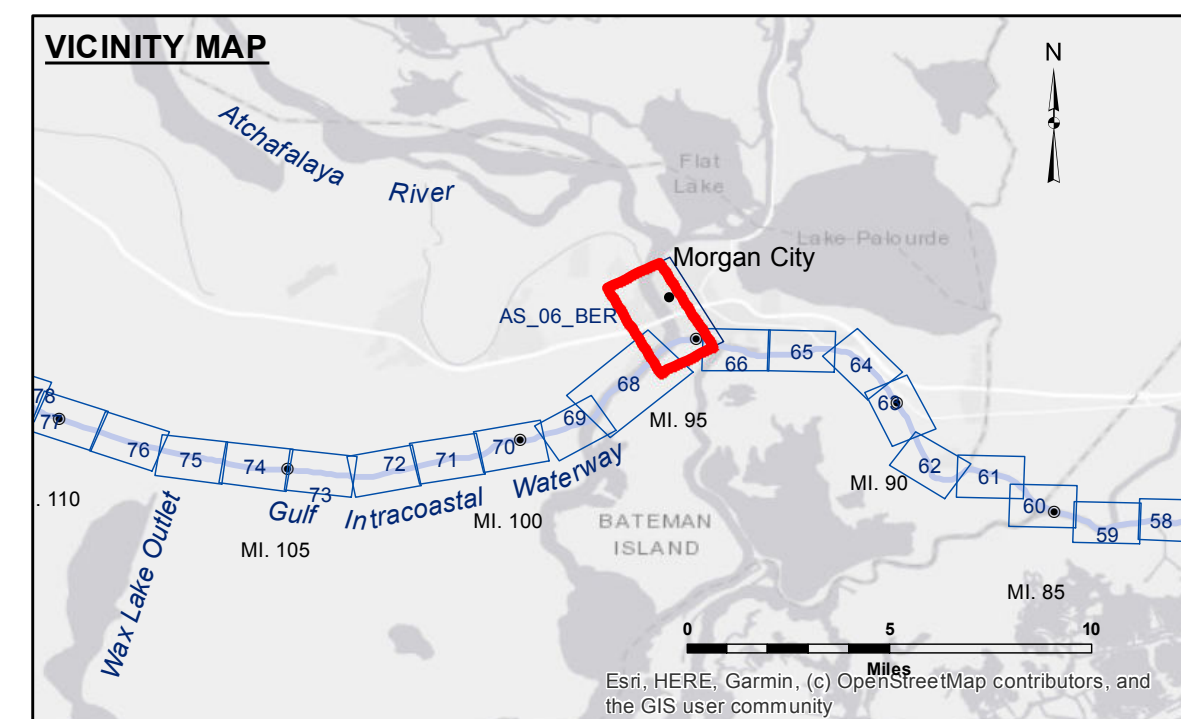 VICINITY MAP
N
Atchafalaya
River
Flat
Lake
Lake Palourde
Morgan City
AS_06_BER
66
65
64
63
62
61
60
59
58
68
69
70
71
72
73
74
75
76
77
78
MI. 95
MI. 90
MI. 85
MI. 100
MI. 105
. 110
Gulf Intracoastal Waterway
Wax Lake Outlet
BATEMAN
ISLAND
0 5 10
Miles
Esri, HERE, Garmin, (c) OpenStreetMap contributors, and
the GIS user community